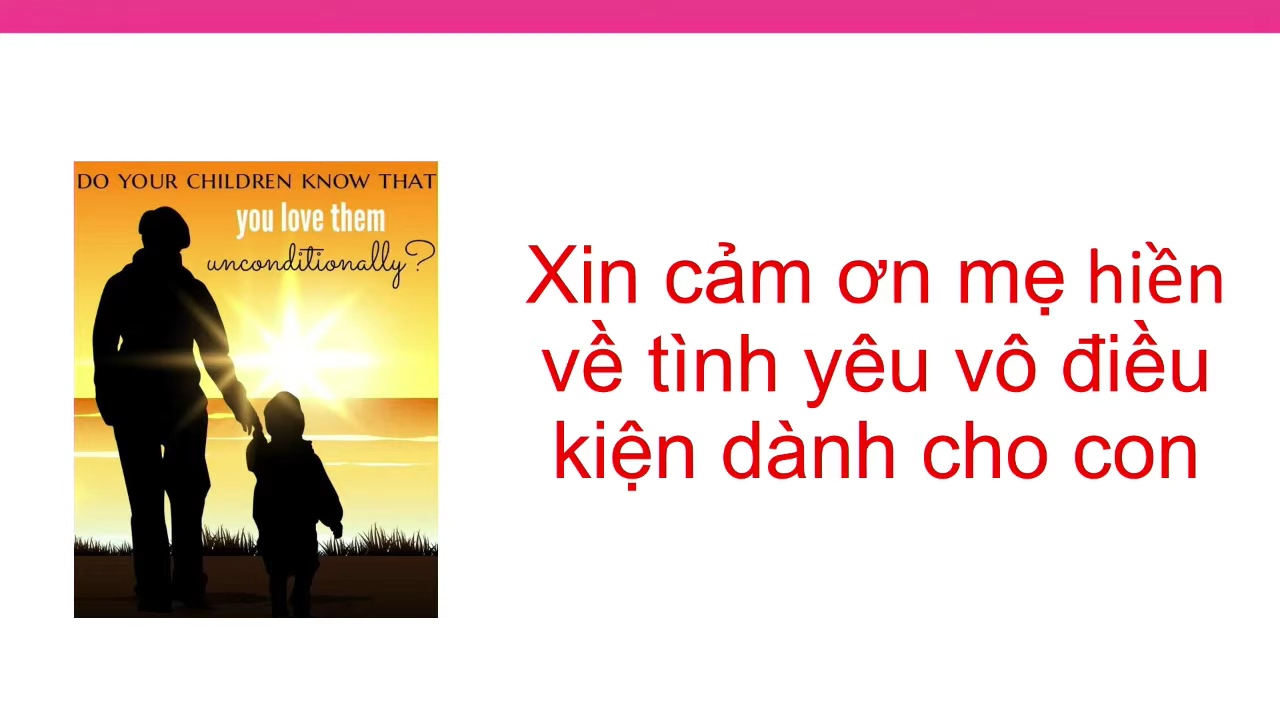 DO YOUR CHILDREN KNOW THAT
you love them
unconditionally?
Xin cảm ơn mẹ hiền
về tình yêu vô điều
kiện dành cho con